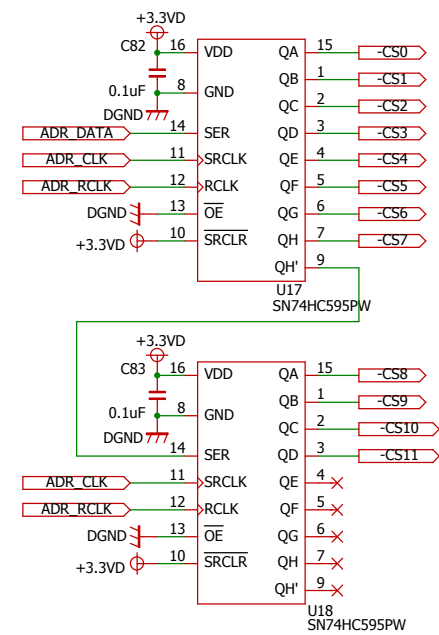 +3.3VD
C82 16 VDD QA 15 -CS0
QB 1 -CS1
0.1uF 8 GND QC 2 -CS2
DGND
ADR_DATA 14 SER QD 3 -CS3
ADR_CLK 11 SRCLK QE 4 -CS4
ADR_RCLK 12 RCLK QF 5 -CS5
DGND 13 OE QG 6 -CS6
+3.3VD 10 SRCLR QH 7 -CS7
QH' 9
U17
SN74HC595PW
+3.3VD
C83 16 VDD QA 15 -CS8
QB 1 -CS9
0.1uF 8 GND QC 2 -CS10
DGND
14 SER QD 3 -CS11
ADR_CLK 11 SRCLK QE 4
ADR_RCLK 12 RCLK QF 5
DGND 13 OE QG 6
+3.3VD 10 SRCLR QH 7
QH' 9
U18
SN74HC595PW